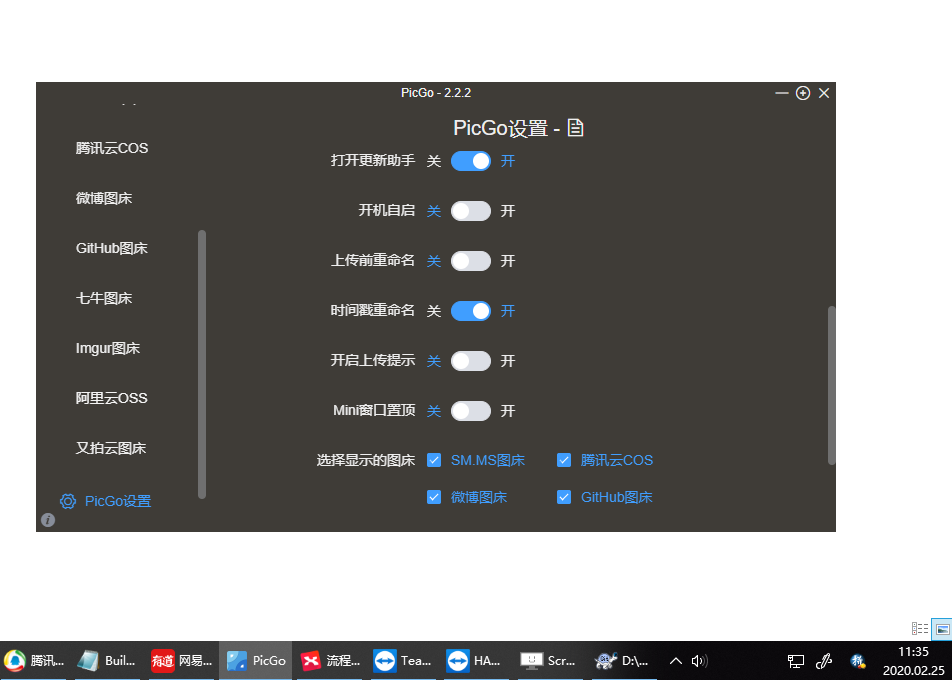 PicGo - 2.2.2
PicGo设置 -
腾讯云COS
微博图床
GitHub图床
七牛图床
Imgur图床
阿里云OSS
又拍云图床
PicGo设置
打开更新助手 关 开
开机自启 关 开
上传前重命名 关 开
时间戳重命名 关 开
开启上传提示 关 开
Mini窗口置顶 关 开
选择显示的图床 SM.MS图床 腾讯云COS
微博图床 GitHub图床
腾讯... Buil... 有道 网易... PicGo 流程... Tea... HA... Scr... D:\...
11:35
2020.02.25